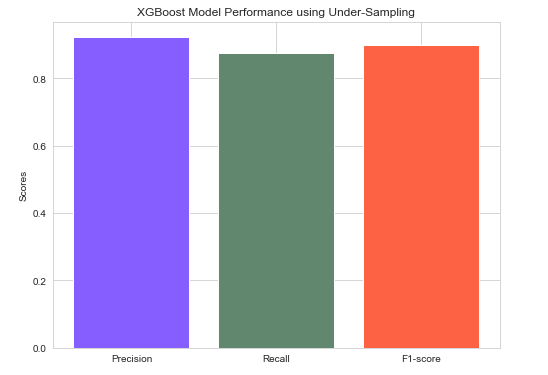 XGBoost Model Performance using Under-Sampling
Scores
0.8
0.6
0.4
0.2
0.0
Precision
Recall
F1-score